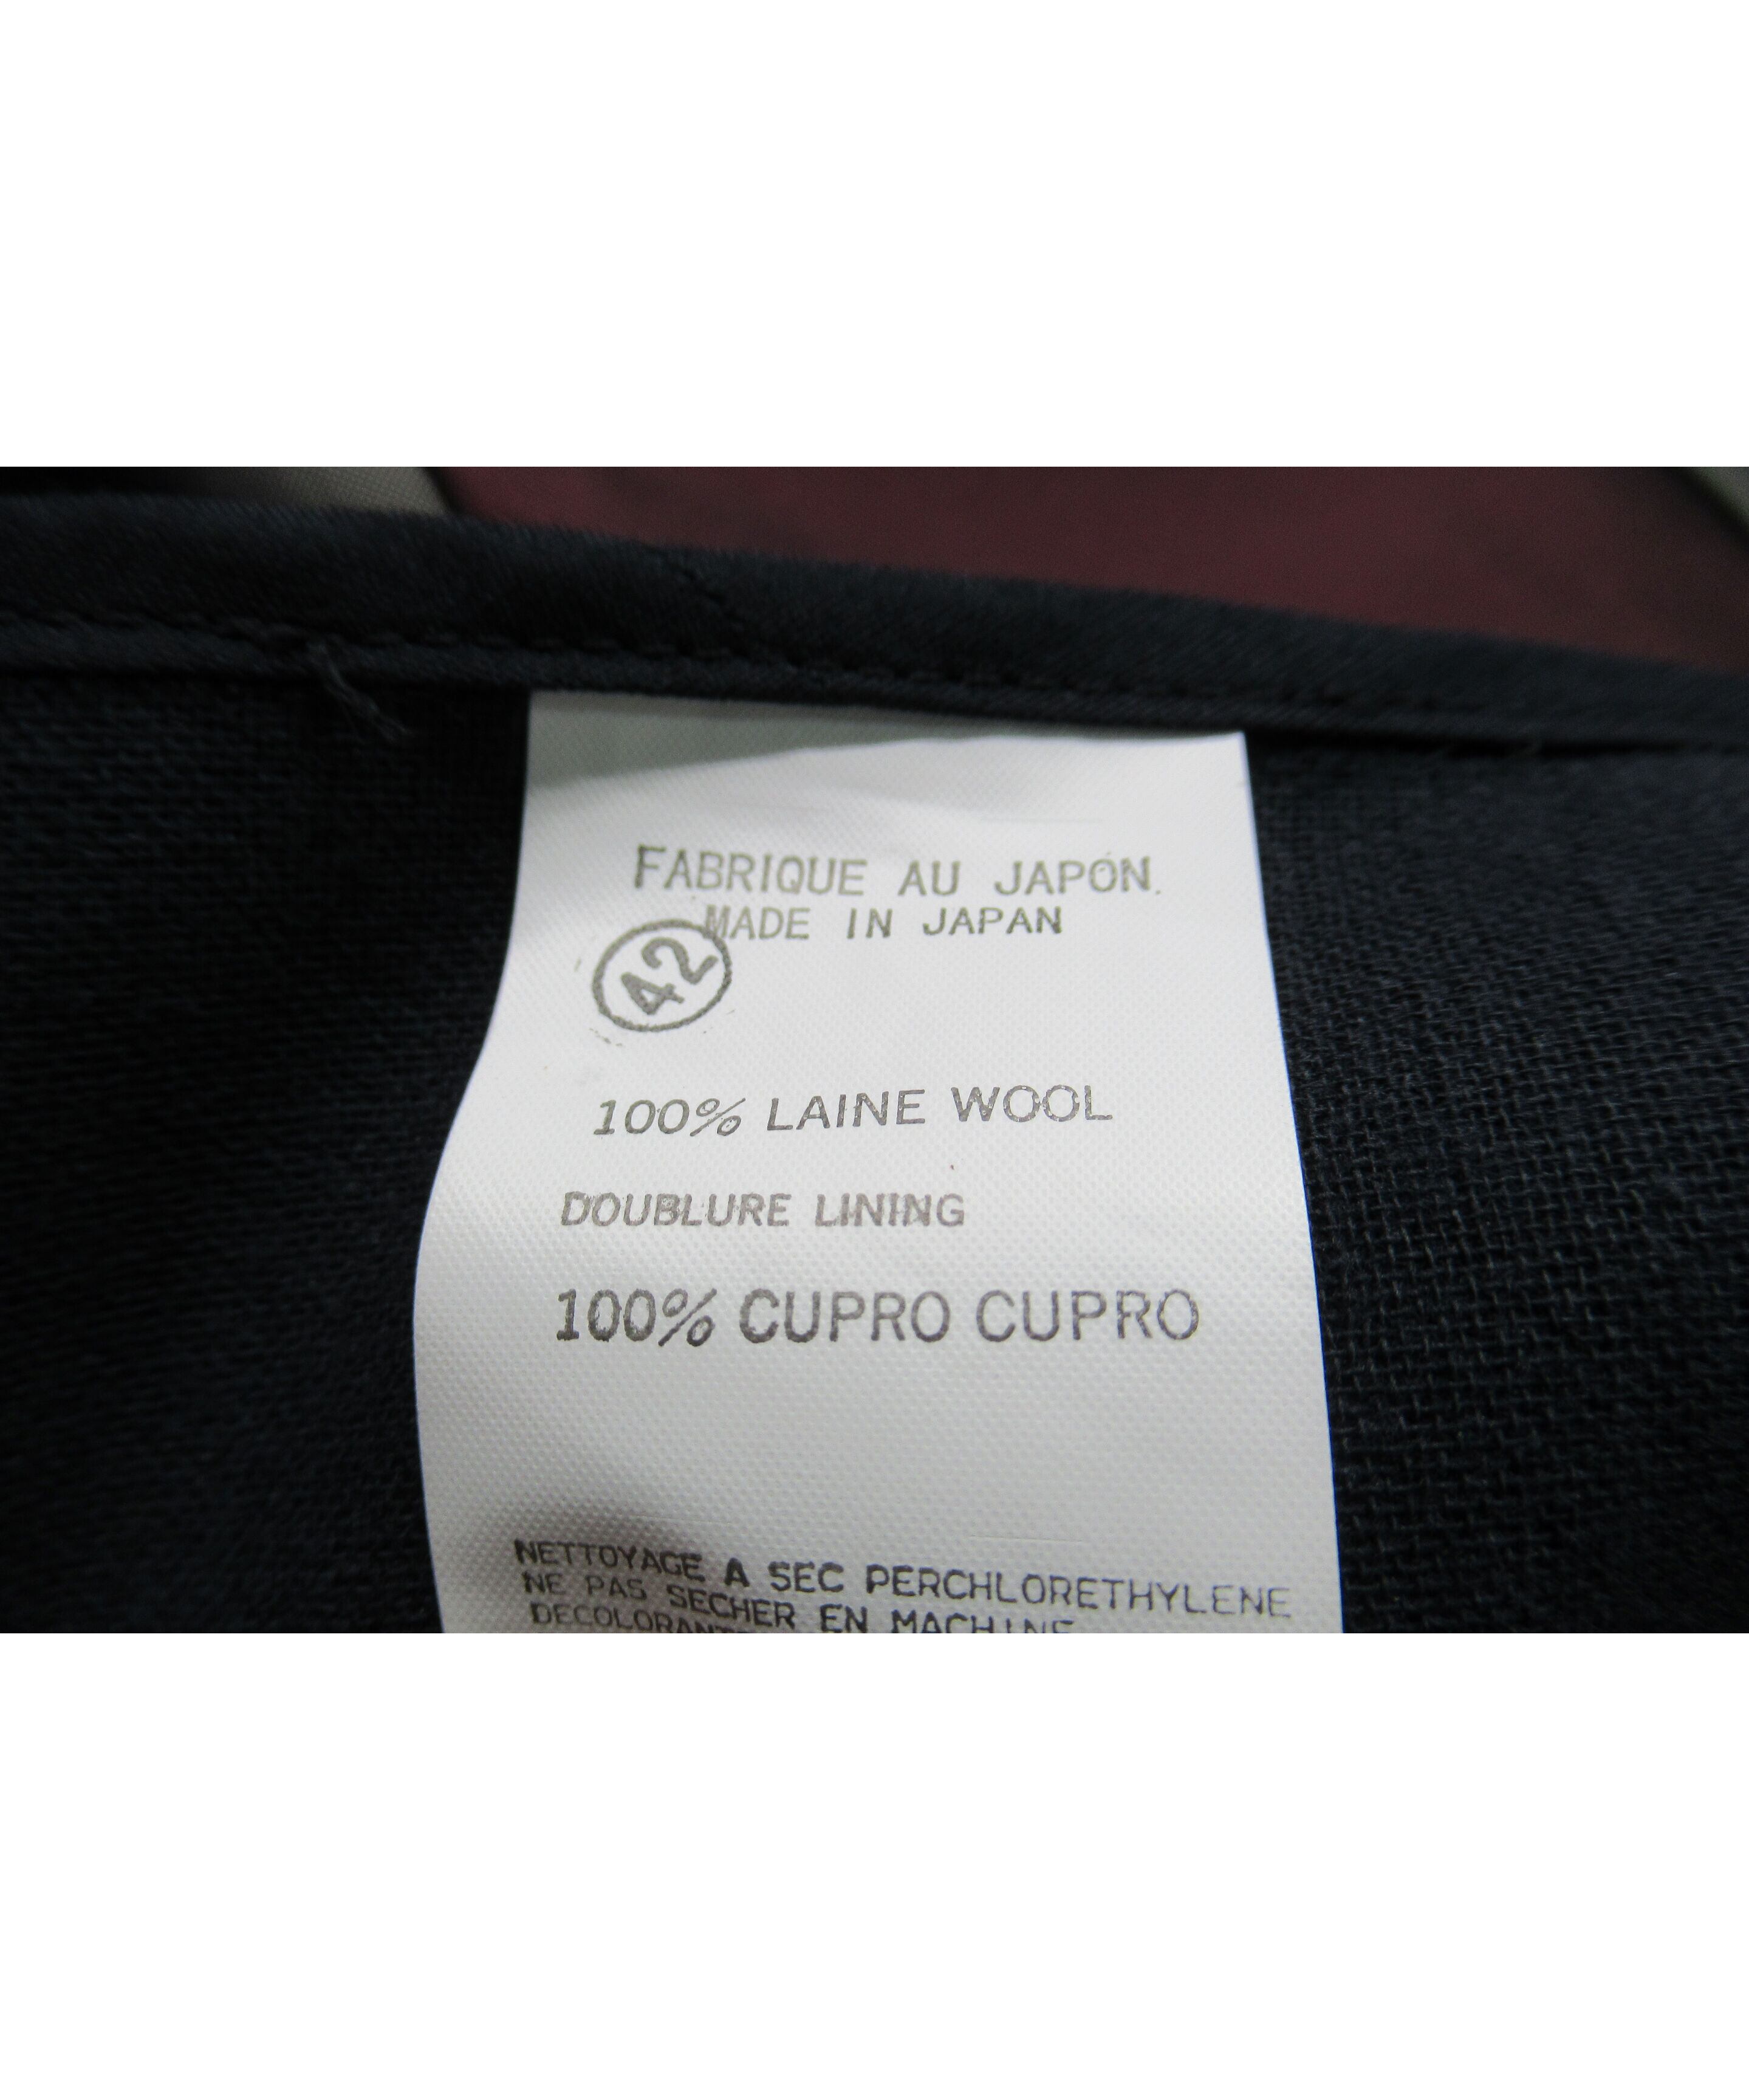 FABRIQUE AU JAPON.
MADE IN JAPAN
42
100% LAINE WOOL
DOUBLURE LINING
100% CUPRO CUPRO
NETTOYAGE A SEC PERCHLORETHYLENE
NE PAS SECHER EN MACHINE